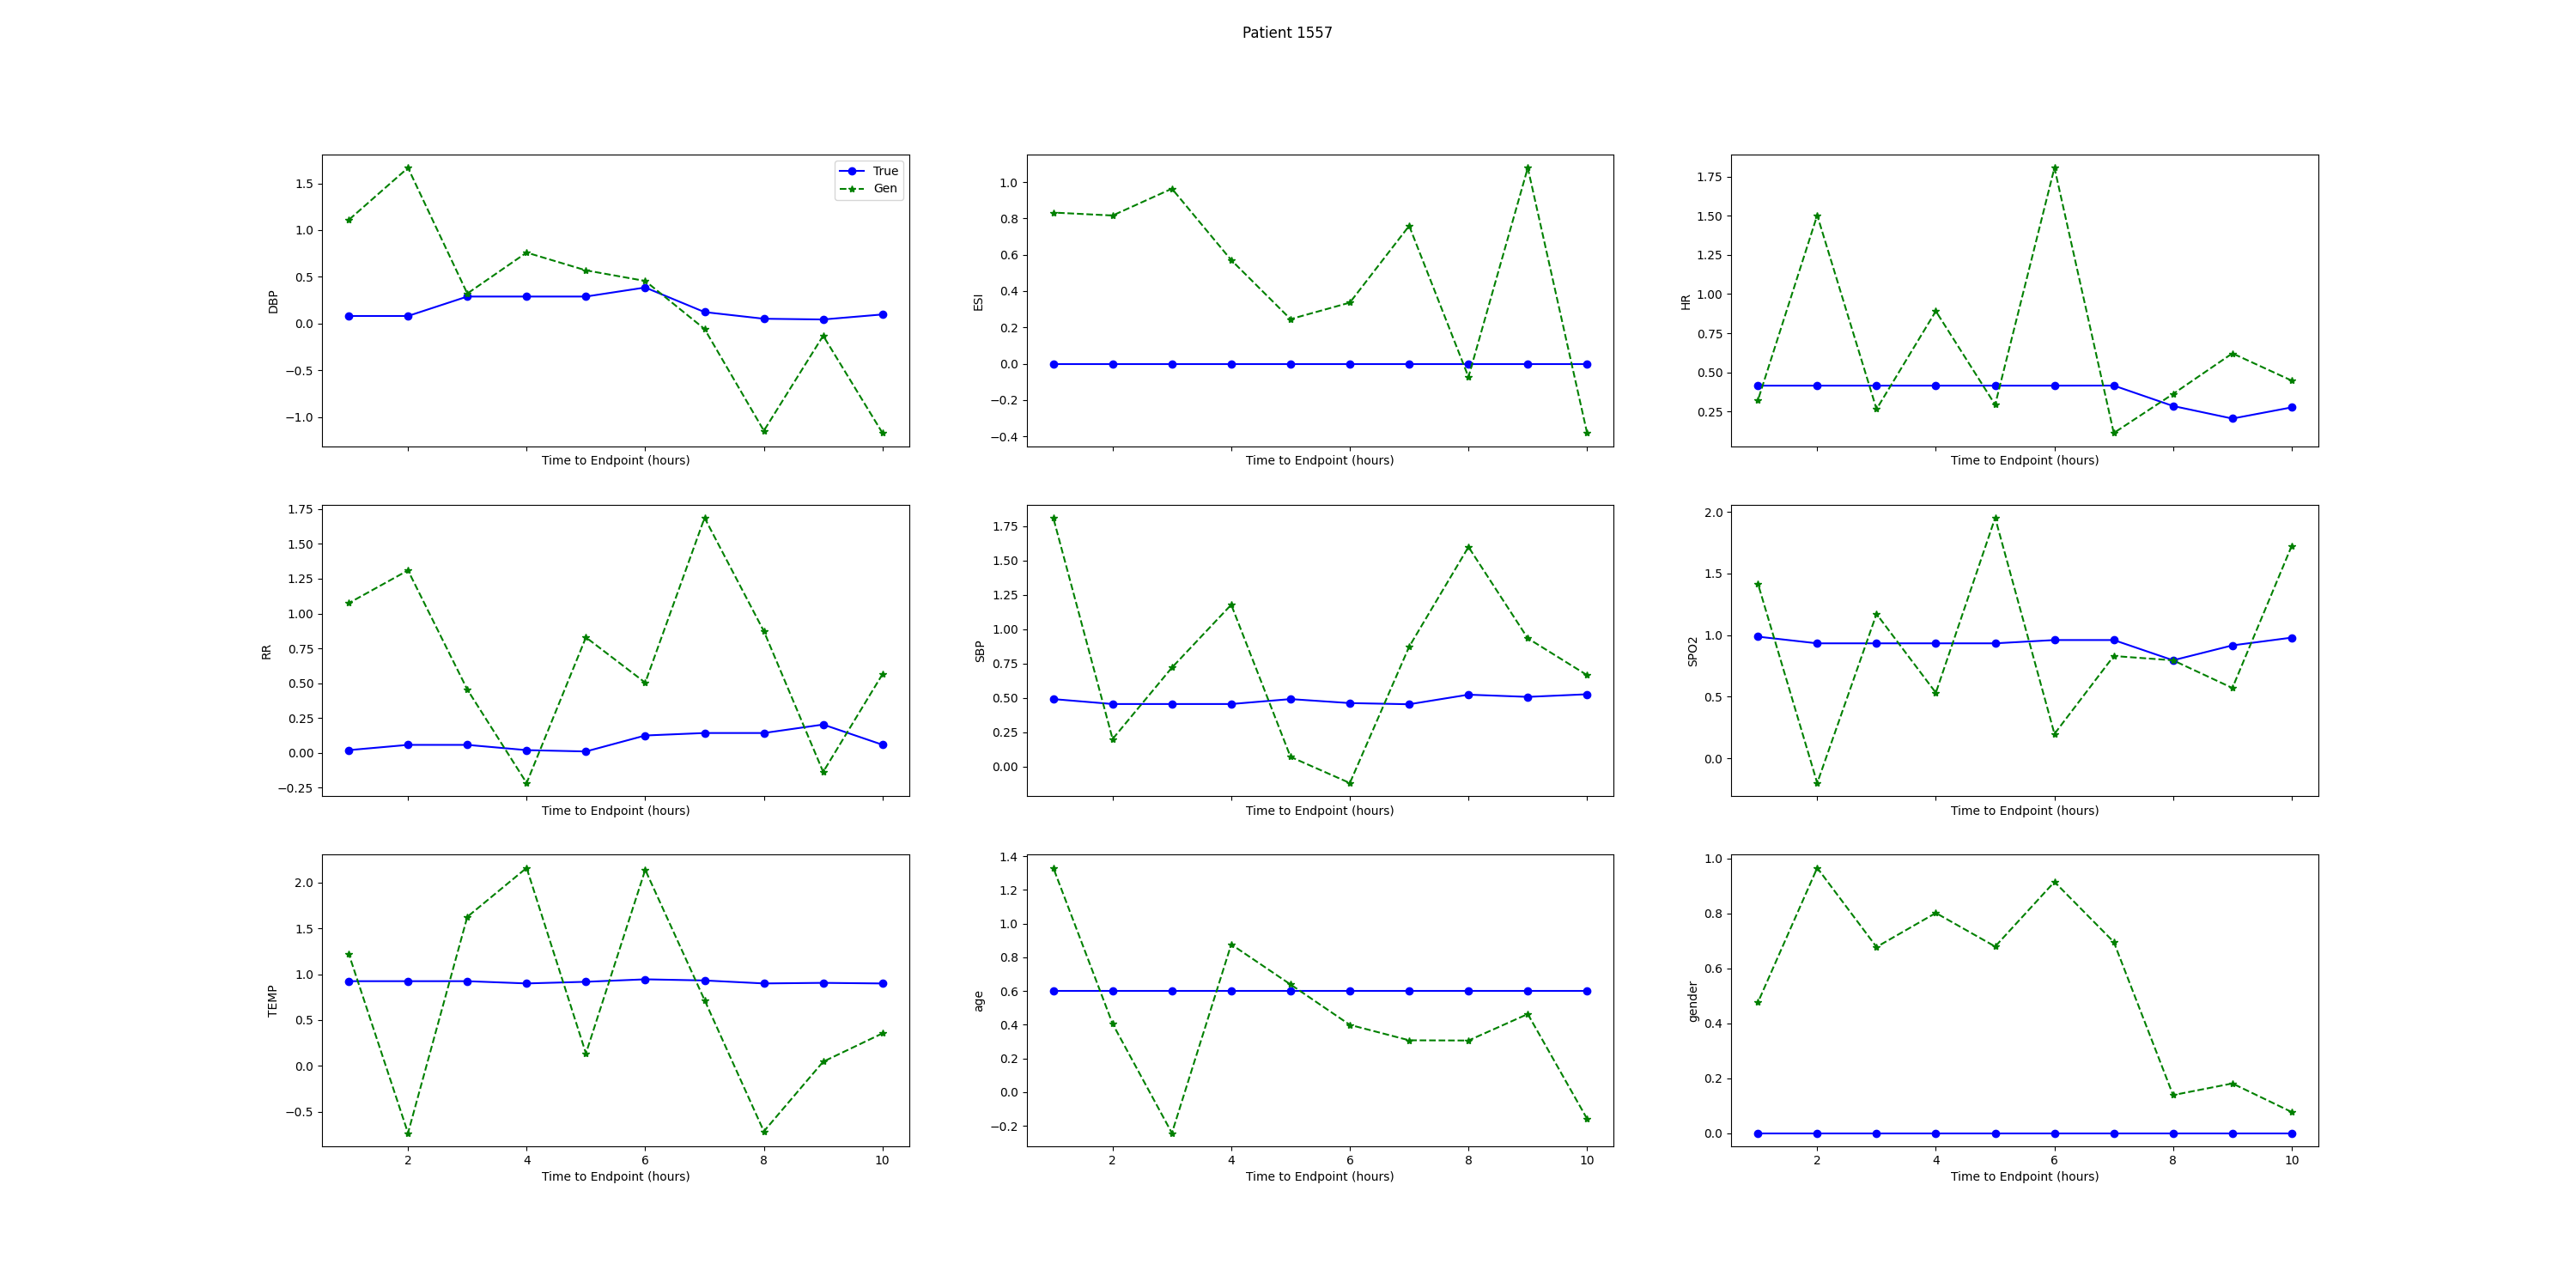 Patient 1557
True
Gen
DBP
1.5
1.0
0.5
0.0
−0.5
−1.0
Time to Endpoint (hours)
ESI
1.0
0.8
0.6
0.4
0.2
0.0
−0.2
−0.4
Time to Endpoint (hours)
HR
1.75
1.50
1.25
1.00
0.75
0.50
0.25
Time to Endpoint (hours)
RR
1.75
1.50
1.25
1.00
0.75
0.50
0.25
0.00
−0.25
Time to Endpoint (hours)
SBP
1.75
1.50
1.25
1.00
0.75
0.50
0.25
0.00
Time to Endpoint (hours)
SPO2
2.0
1.5
1.0
0.5
0.0
Time to Endpoint (hours)
TEMP
2.0
1.5
1.0
0.5
0.0
−0.5
2 4 6 8 10
Time to Endpoint (hours)
age
1.4
1.2
1.0
0.8
0.6
0.4
0.2
0.0
−0.2
2 4 6 8 10
Time to Endpoint (hours)
gender
1.0
0.8
0.6
0.4
0.2
0.0
2 4 6 8 10
Time to Endpoint (hours)